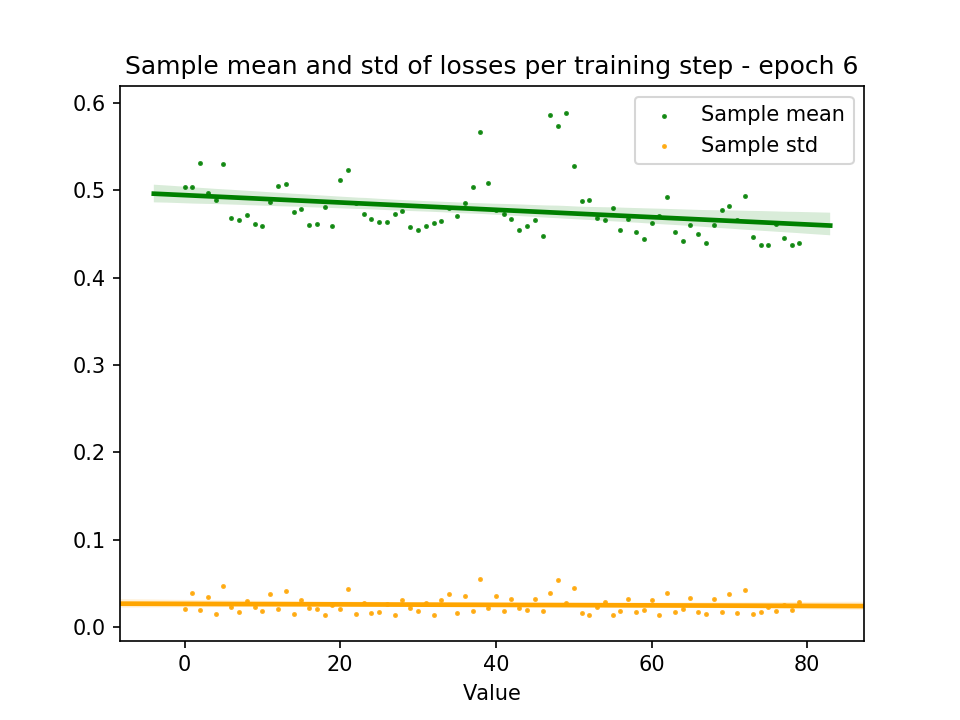 Sample mean and std of losses per training step - epoch 6
Sample mean
Sample std
0.6
0.5
0.4
0.3
0.2
0.1
0.0
0 20 40 60 80
Value